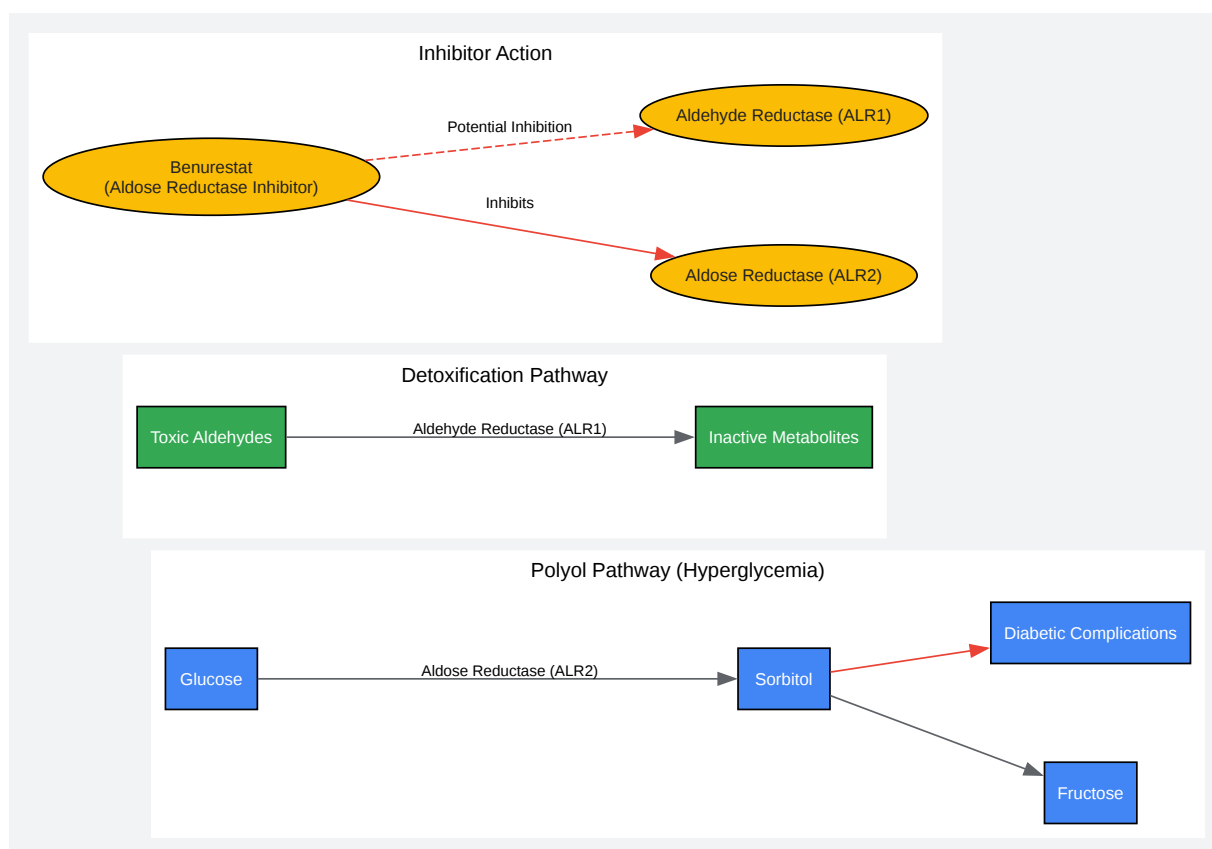 Inhibitor Action
Potential Inhibition
Aldehyde Reductase (ALR1)
Benurestat
(Aldose Reductase Inhibitor)
Inhibits
Aldose Reductase (ALR2)
Detoxification Pathway
Toxic Aldehydes
Aldehyde Reductase (ALR1)
Inactive Metabolites
Polyol Pathway (Hyperglycemia)
Glucose
Aldose Reductase (ALR2)
Sorbitol
Diabetic Complications
Fructose